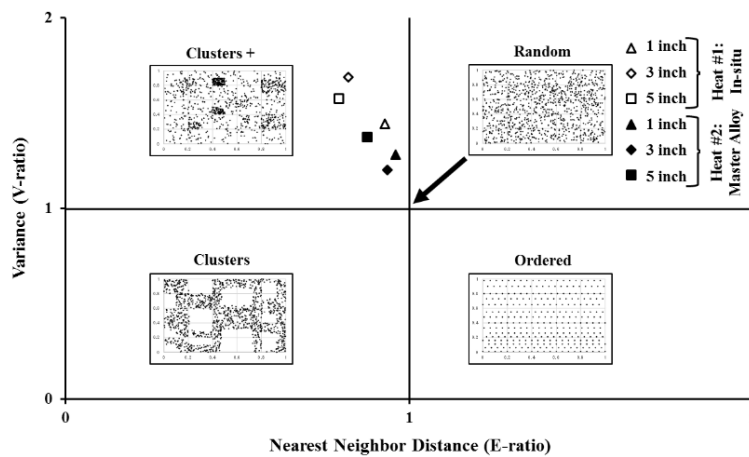 2
Clusters +
Random
1 inch
3 inch
5 inch
Heat #1:
In-situ
1 inch
3 inch
5 inch
Heat #2:
Master Alloy
Variance (V-ratio)
1
Clusters
Ordered
0
0
1
Nearest Neighbor Distance (E-ratio)